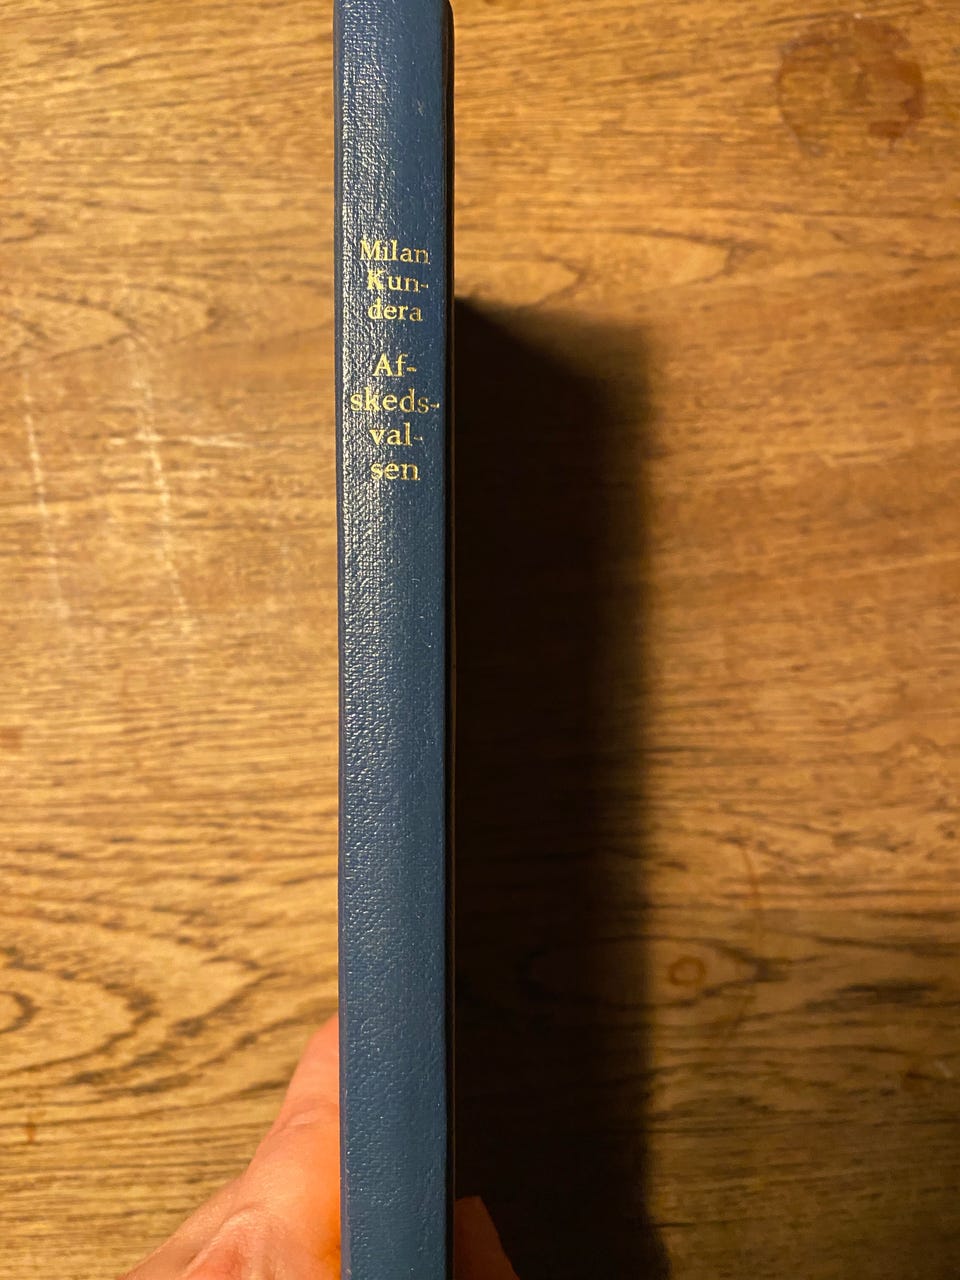 Milan
Kun-
dera
Af-
skeds-
val-
sen